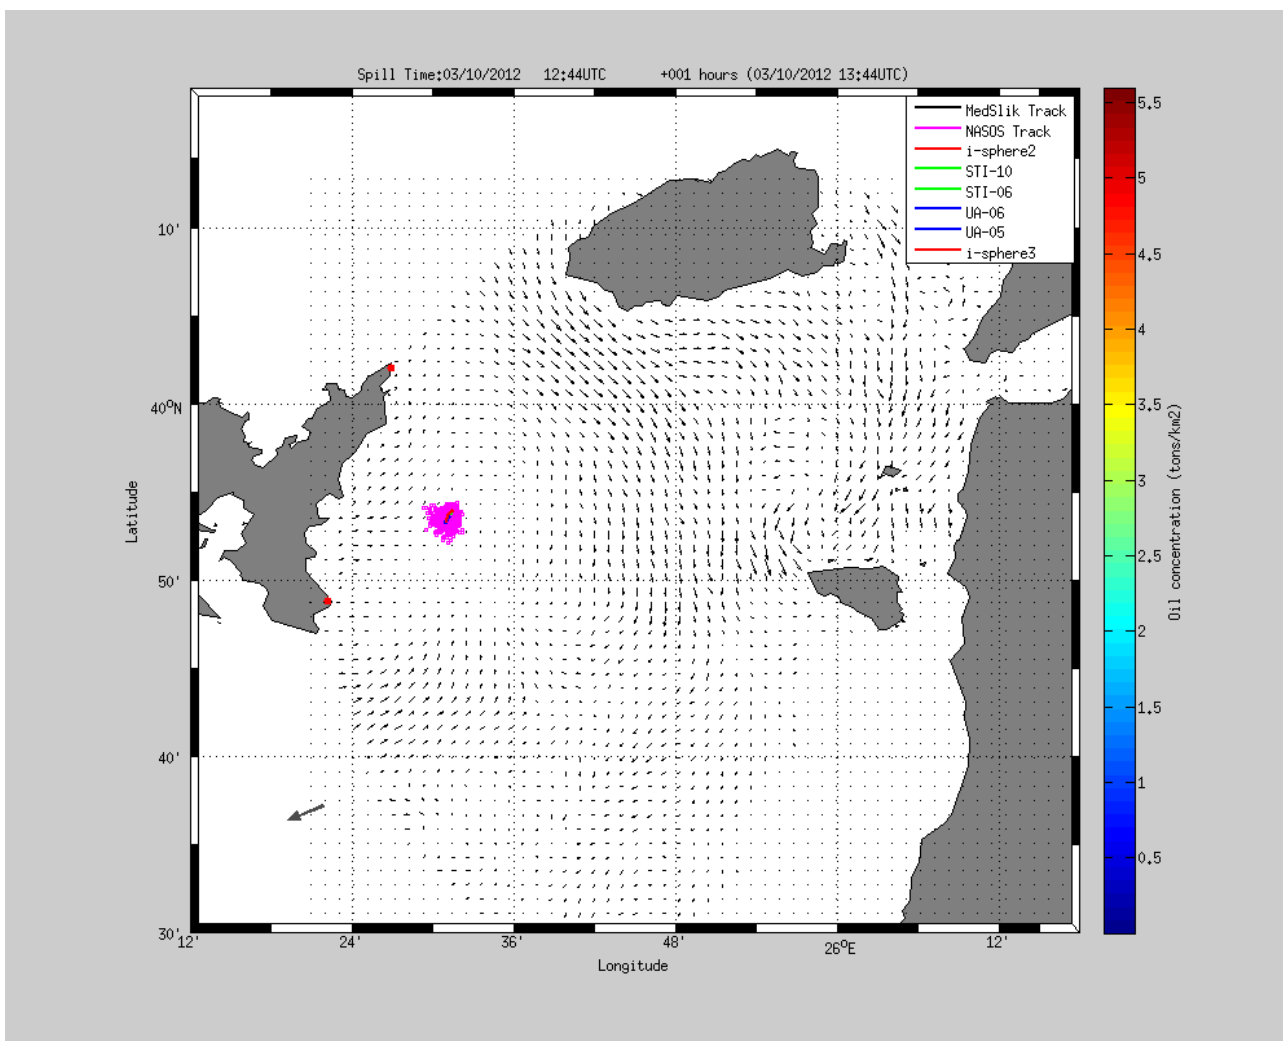 Spill Time:03/10/2012 12:44UTC +001 hours (03/10/2012 13:44UTC)
MedSlik Track
NASOS Track
i-sphere2
STI-10
STI-06
UA-06
UA-05
i-sphere3
10'
40°N
50'
40'
30'
Latitude
12'
24'
36'
48'
26°E
12'
Longitude
5.5
5
4.5
4
3.5
3
2.5
2
1.5
1
0.5
Oil concentration (tons/km2)